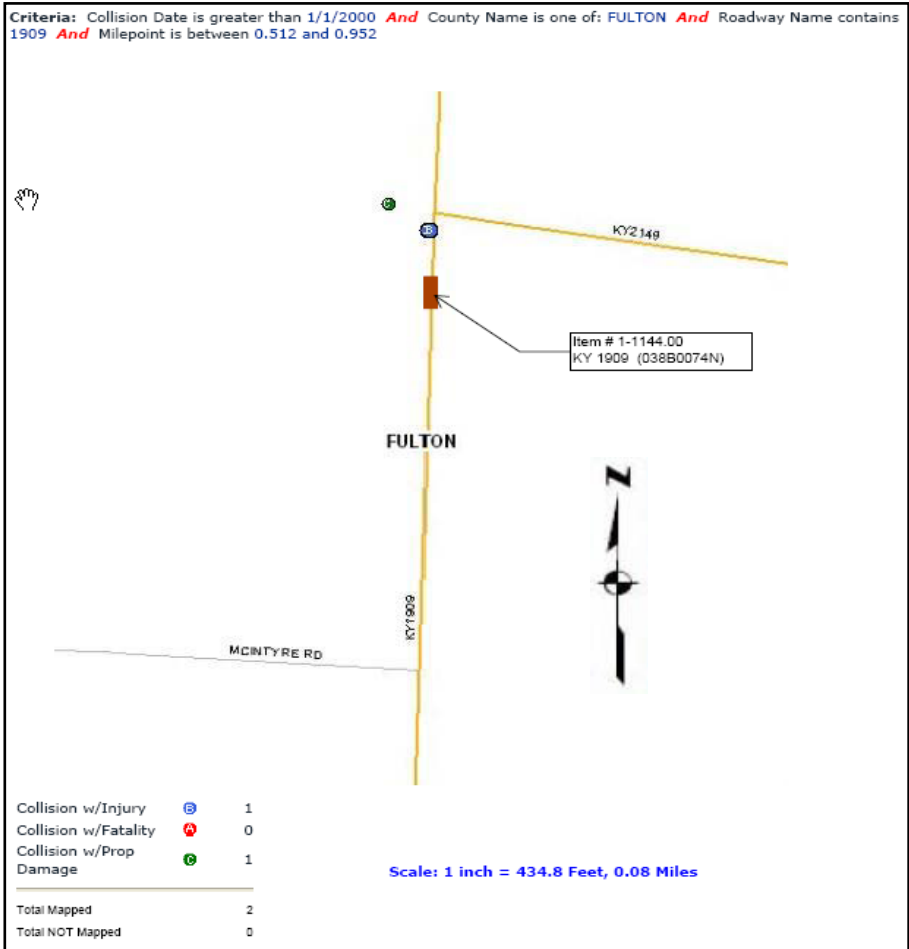 Criteria: Collision Date is greater than 1/1/2000 And County Name is one of: FULTON And Roadway Name contains
1909 And Milepoint is between 0.512 and 0.952
C
B
KY2149
Item # 1-1144.00
KY 1909 (038B0074N)
FULTON
N
KY1909
MCINTYRE RD
Collision w/Injury B 1
Collision w/Fatality A 0
Collision w/Prop
Damage C 1
Scale: 1 inch = 434.8 Feet, 0.08 Miles
Total Mapped 2
Total NOT Mapped 0